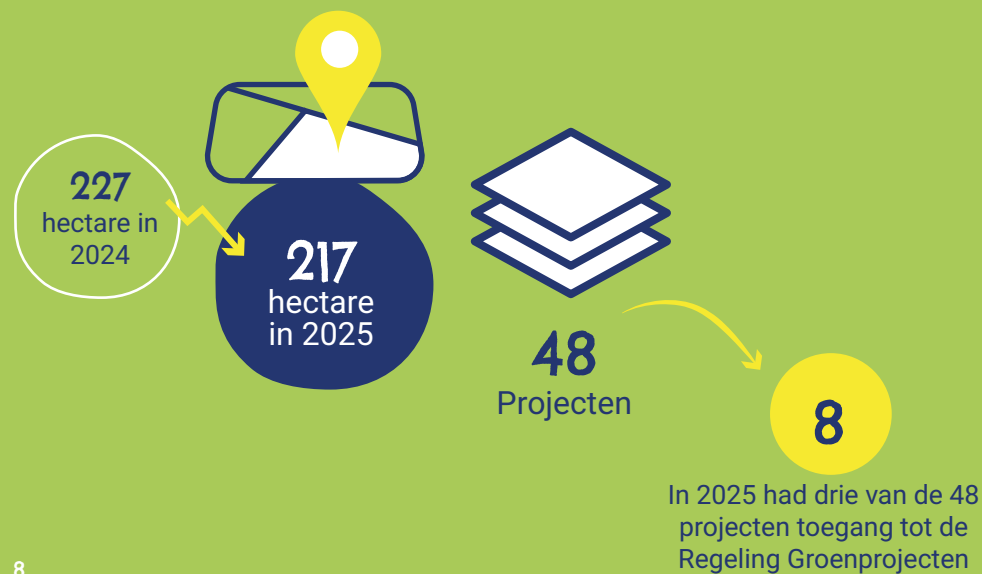 227
hectare in
2024
217
hectare
in 2025
48
Projecten
8
In 2025 had drie van de 48
projecten toegang tot de
Regeling Groenprojecten
8